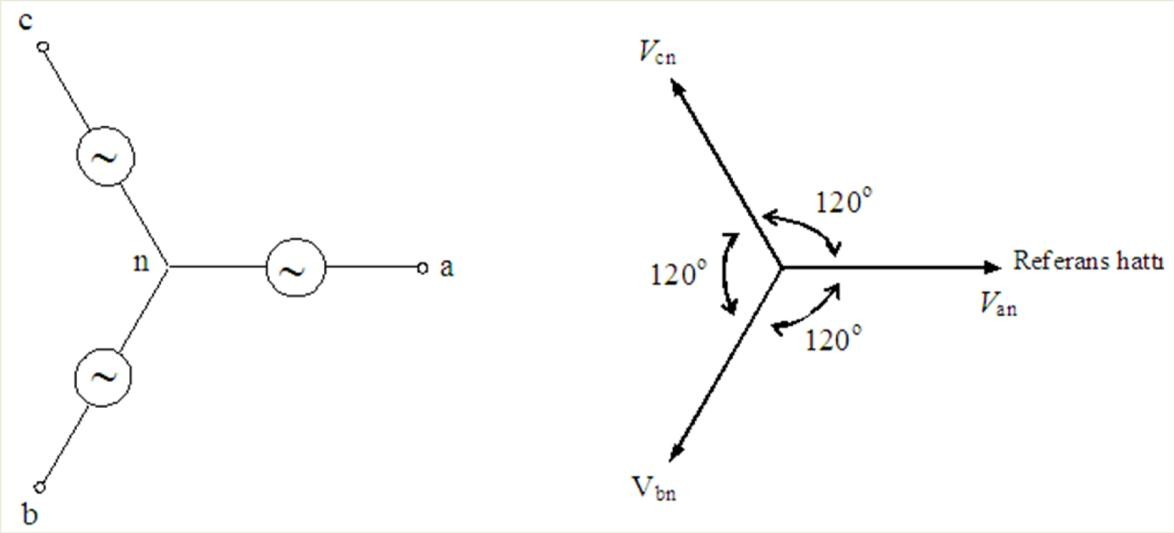 c
n
a
b
~
~
~
Vcn
120°
120°
120°
Referans hattı
Van
Vbn